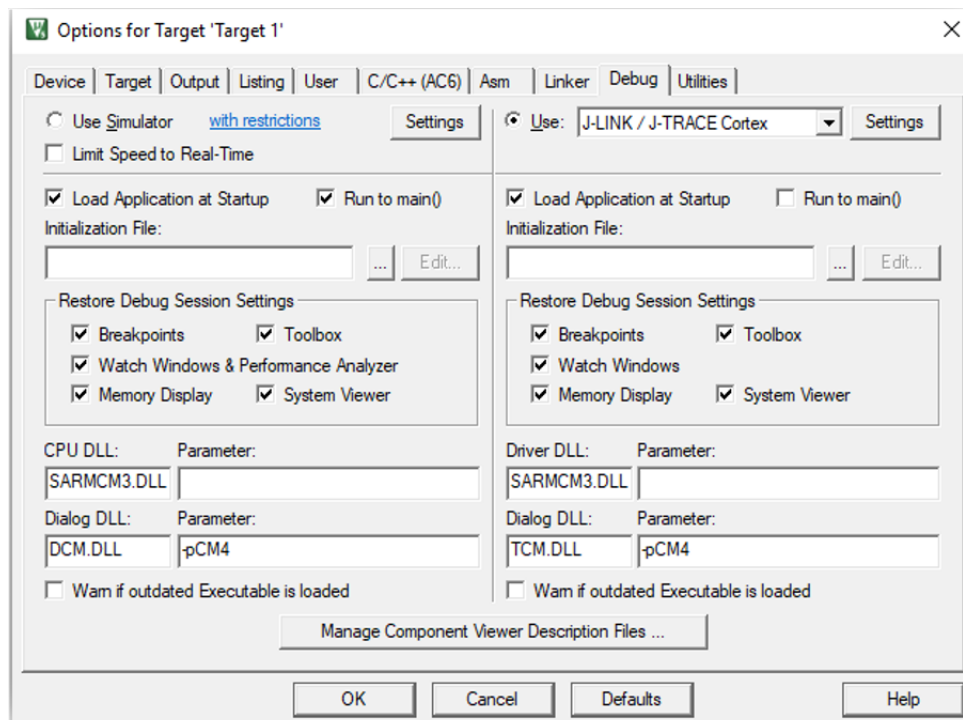 Options for Target 'Target 1'
Device Target Output Listing User C/C++ (AC6) Asm Linker Debug Utilities
Use Simulator with restrictions Settings
Limit Speed to Real-Time
Load Application at Startup Run to main()
Initialization File:
... Edit...
Restore Debug Session Settings
Breakpoints Toolbox
Watch Windows & Performance Analyzer
Memory Display System Viewer
CPU DLL: Parameter:
SARMCM3.DLL
Dialog DLL: Parameter:
DCM.DLL -pCM4
Warn if outdated Executable is loaded
Use: J-LINK / J-TRACE Cortex Settings
Load Application at Startup Run to main()
Initialization File:
... Edit...
Restore Debug Session Settings
Breakpoints Toolbox
Watch Windows
Memory Display System Viewer
Driver DLL: Parameter:
SARMCM3.DLL
Dialog DLL: Parameter:
TCM.DLL -pCM4
Warn if outdated Executable is loaded
Manage Component Viewer Description Files ...
OK Cancel Defaults Help